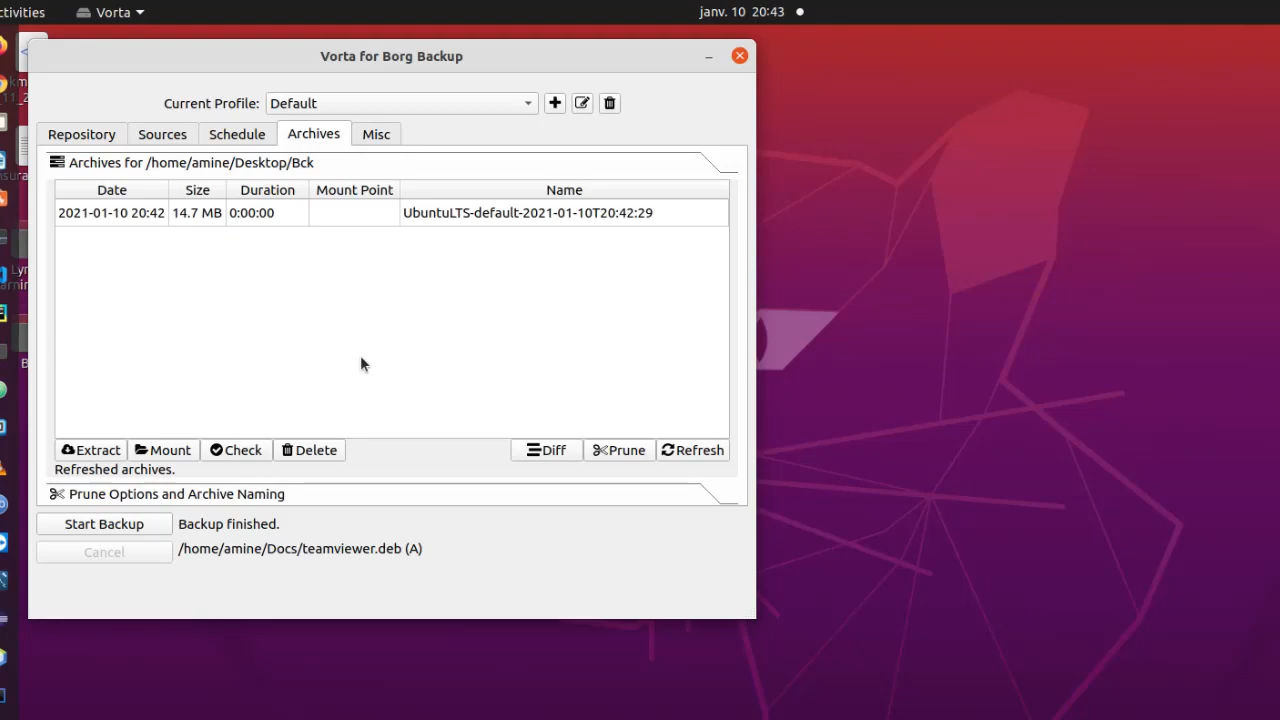 ctivities Vorta janv. 10 20:43
Vorta for Borg Backup
Current Profile: Default
Repository Sources Schedule Archives Misc
Archives for /home/amine/Desktop/Bck
Date Size Duration Mount Point Name
2021-01-10 20:42 14.7 MB 0:00:00 UbuntuLTS-default-2021-01-10T20:42:29
Extract Mount Check Delete Diff Prune Refresh
Refreshed archives.
Prune Options and Archive Naming
Start Backup Backup finished.
Cancel /home/amine/Docs/teamviewer.deb (A)